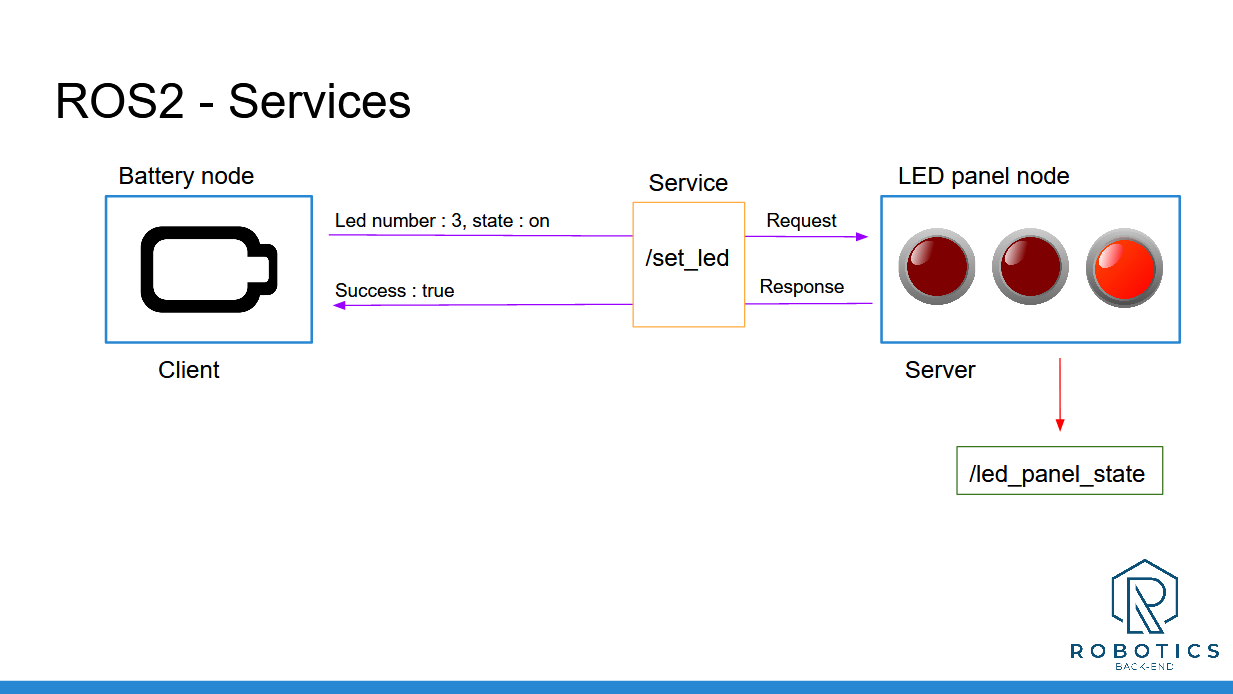 ROS2 - Services
Battery node
Service
LED panel node
Led number : 3, state : on
Request
/set_led
Success : true
Response
Client
Server
/led_panel_state
ROBOTICS
BACK-END